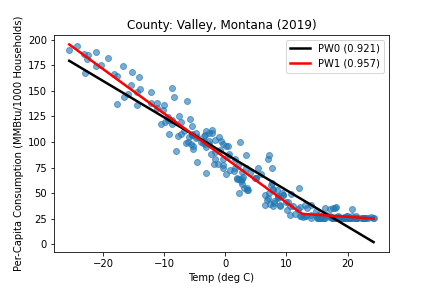 County: Valley, Montana (2019)
PW0 (0.921)
PW1 (0.957)
Per-Capita Consumption (MMBtu/1000 Households)
200
175
150
125
100
75
50
25
0
−20 −10 0 10 20
Temp (deg C)